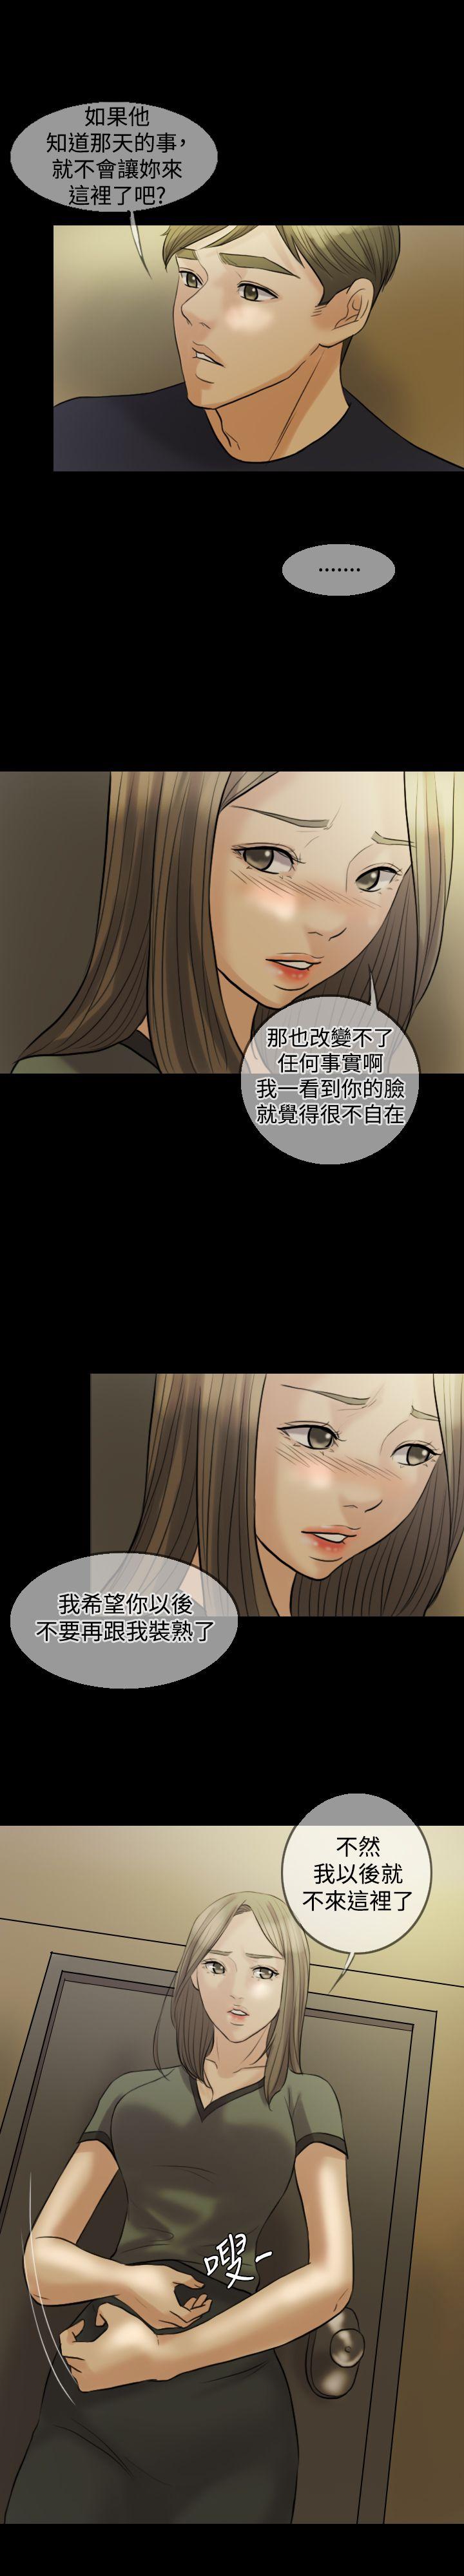 如果他
知道那天的事,
就不會讓妳來
這裡了吧?
.......
那也改變不了
任何事實啊
我一看到你的臉
就覺得很不自在
我希望你以後
不要再跟我裝熟了
不然
我以後就
不來這裡了
嗖-